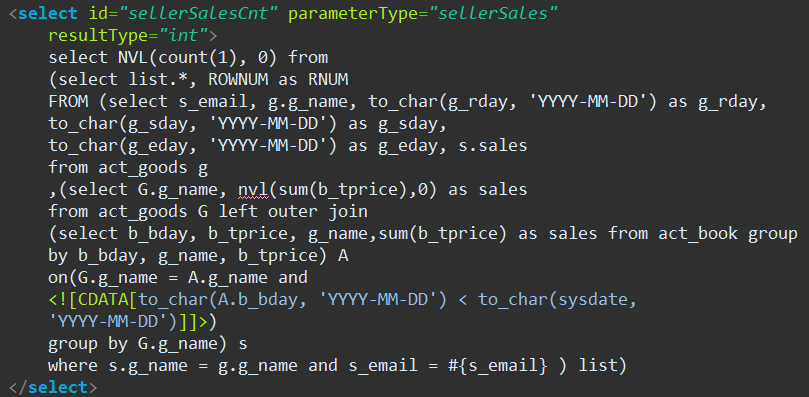 <select id="sellerSalesCnt" parameterType="sellerSales"
resultType="int">
select NVL(count(1), 0) from
(select list.*, ROWNUM as RNUM
FROM (select s_email, g.g_name, to_char(g_rday, 'YYYY-MM-DD') as g_rday,
to_char(g_sday, 'YYYY-MM-DD') as g_sday,
to_char(g_eday, 'YYYY-MM-DD') as g_eday, s.sales
from act_goods g
,(select G.g_name, nvl(sum(b_tprice),0) as sales
from act_goods G left outer join
(select b_bday, b_tprice, g_name,sum(b_tprice) as sales from act_book group
by b_bday, g_name, b_tprice) A
on(G.g_name = A.g_name and
<![CDATA[to_char(A.b_bday, 'YYYY-MM-DD') < to_char(sysdate,
'YYYY-MM-DD')]]>)
group by G.g_name) s
where s.g_name = g.g_name and s_email = #{s_email} ) list)
</select>